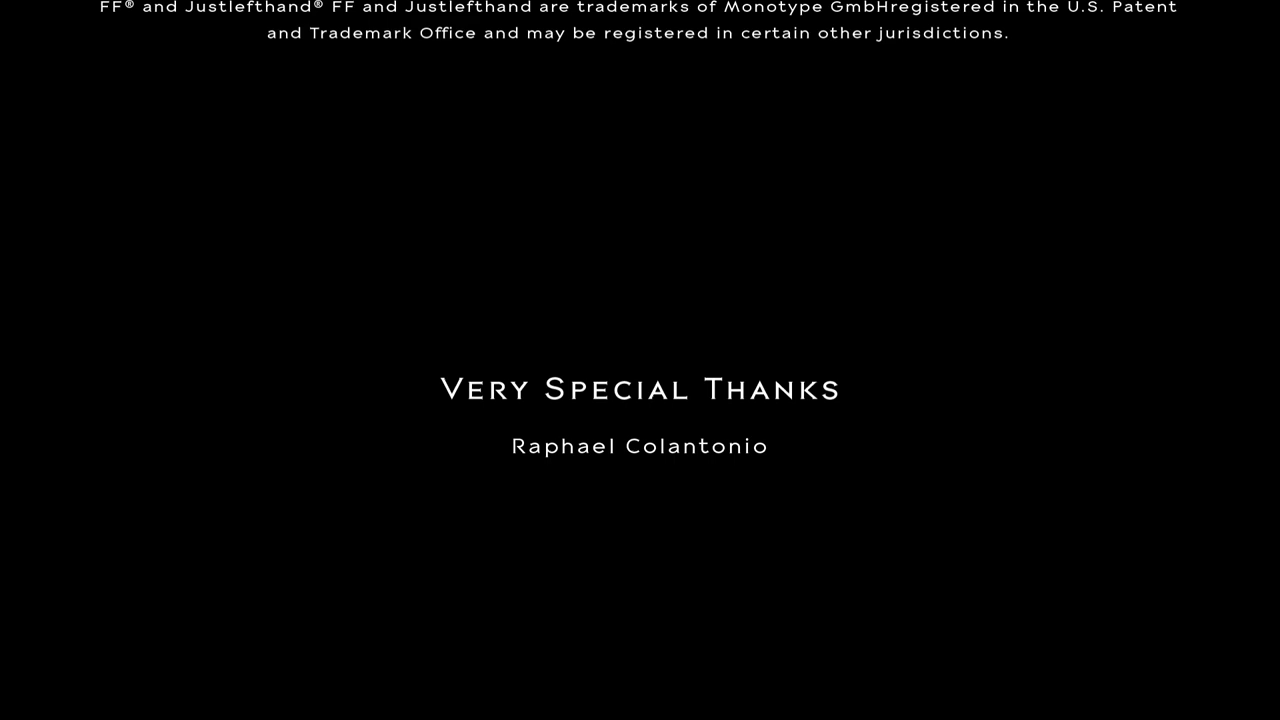 FF® and Justlefthand® FF and Justlefthand are trademarks of Monotype GmbHregistered in the U.S. Patent
and Trademark Office and may be registered in certain other jurisdictions.
Very Special Thanks
Raphael Colantonio